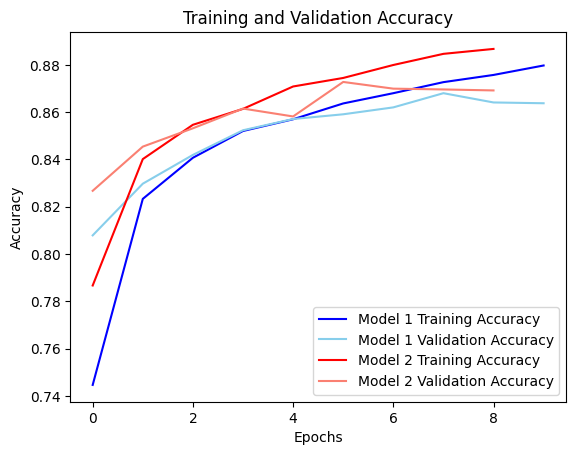 Training and Validation Accuracy
Accuracy
0.88
0.86
0.84
0.82
0.80
0.78
0.76
0.74
Model 1 Training Accuracy
Model 1 Validation Accuracy
Model 2 Training Accuracy
Model 2 Validation Accuracy
0 2 4 6 8
Epochs